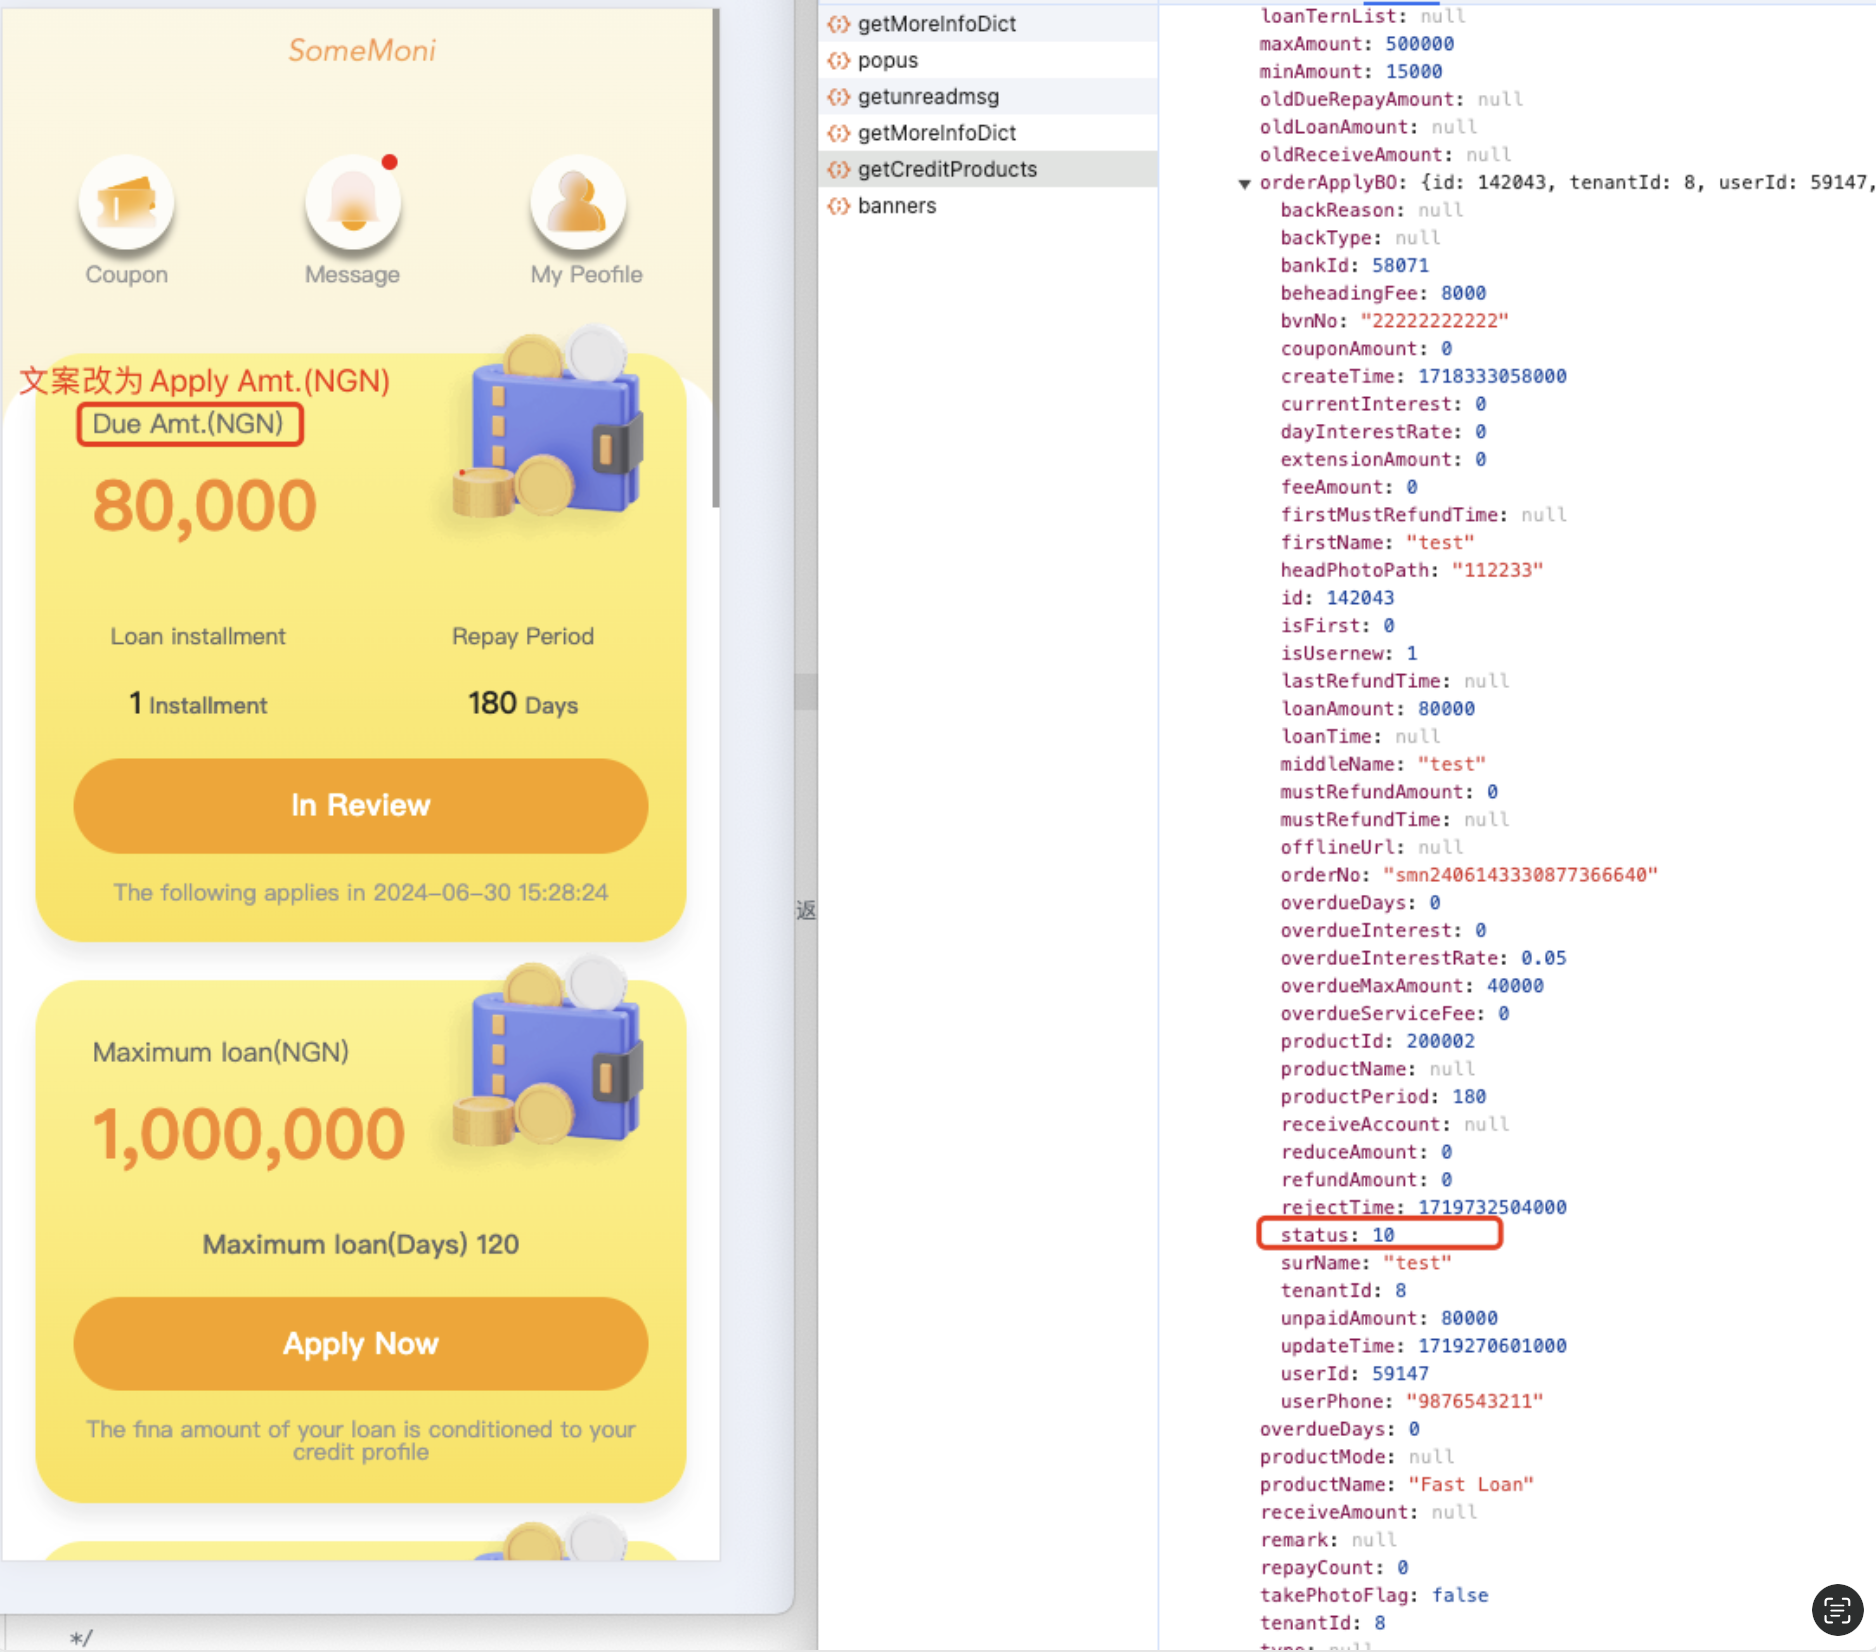 SomeMoni
Coupon
Message
My Peofile
文案改为 Apply Amt.(NGN)
Due Amt.(NGN)
80,000
Loan installment
Repay Period
1 Installment
180 Days
In Review
The following applies in 2024-06-30 15:28:24
Maximum loan(NGN)
1,000,000
Maximum loan(Days) 120
Apply Now
The fina amount of your loan is conditioned to your
credit profile
*/
返
getMoreInfoDict
popus
getunreadmsg
getMoreInfoDict
getCreditProducts
banners
loanTernList: null
maxAmount: 500000
minAmount: 15000
oldDueRepayAmount: null
oldLoanAmount: null
oldReceiveAmount: null
▼ orderApplyBO: {id: 142043, tenantId: 8, userId: 59147,
backReason: null
backType: null
bankId: 58071
beheadingFee: 8000
bvnNo: "22222222222"
couponAmount: 0
createTime: 1718333058000
currentInterest: 0
dayInterestRate: 0
extensionAmount: 0
feeAmount: 0
firstMustRefundTime: null
firstName: "test"
headPhotoPath: "112233"
id: 142043
isFirst: 0
isUsernew: 1
lastRefundTime: null
loanAmount: 80000
loanTime: null
middleName: "test"
mustRefundAmount: 0
mustRefundTime: null
offlineUrl: null
orderNo: "smn2406143330877366640"
overdueDays: 0
overdueInterest: 0
overdueInterestRate: 0.05
overdueMaxAmount: 40000
overdueServiceFee: 0
productId: 200002
productName: null
productPeriod: 180
receiveAccount: null
reduceAmount: 0
refundAmount: 0
rejectTime: 1719732504000
status: 10
surName: "test"
tenantId: 8
unpaidAmount: 80000
updateTime: 1719270601000
userId: 59147
userPhone: "9876543211"
overdueDays: 0
productMode: null
productName: "Fast Loan"
receiveAmount: null
remark: null
repayCount: 0
takePhotoFlag: false
tenantId: 8